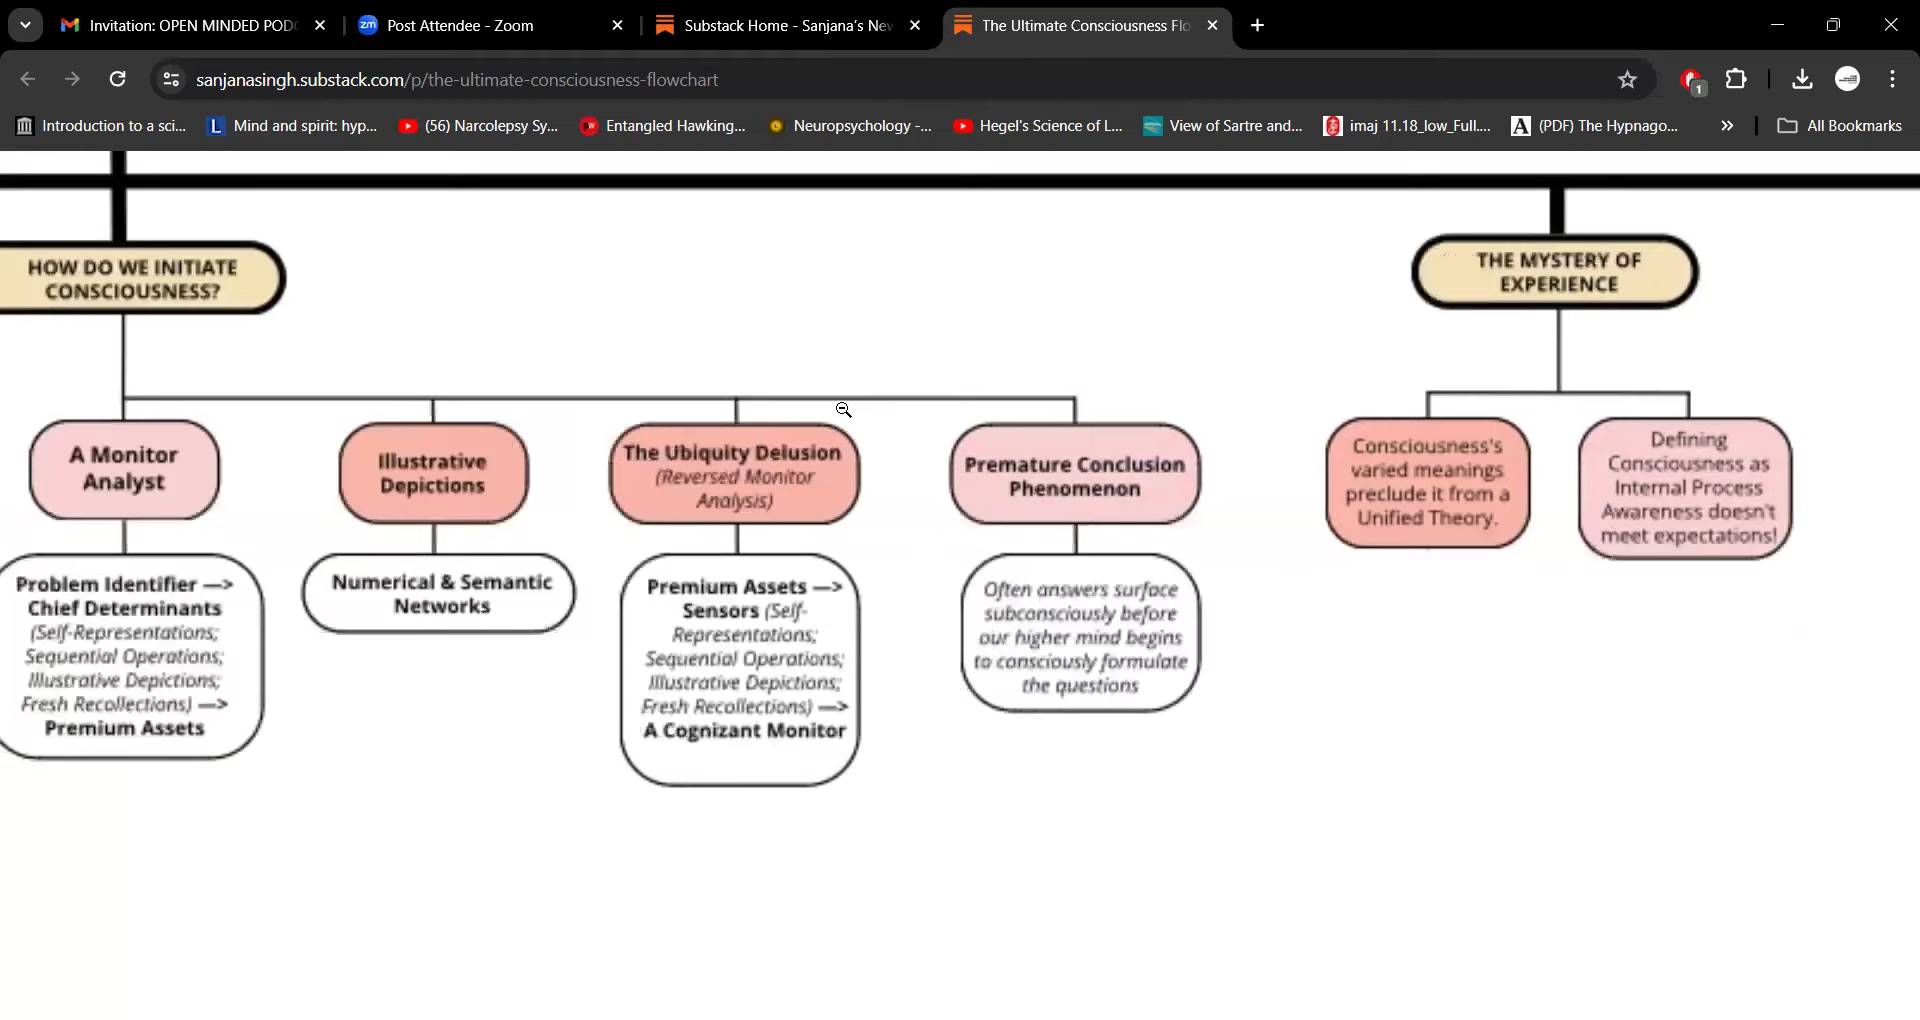 Invitation: OPEN MINDED POD
Post Attendee - Zoom
Substack Home - Sanjana's Nev
The Ultimate Consciousness Flo
sanjanasingh.substack.com/p/the-ultimate-consciousness-flowchart
1
Introduction to a sci...
Mind and spirit: hyp...
(56) Narcolepsy Sy...
Entangled Hawking...
Neuropsychology -...
Hegel's Science of L...
View of Sartre and...
imaj 11.18_low_Full....
(PDF) The Hypnago...
All Bookmarks
HOW DO WE INITIATE
CONSCIOUSNESS?
THE MYSTERY OF
EXPERIENCE
A Monitor
Analyst
Illustrative
Depictions
The Ubiquity Delusion
(Reversed Monitor
Analysis)
Premature Conclusion
Phenomenon
Consciousness's
varied meanings
preclude it from a
Unified Theory.
Defining
Consciousness as
Internal Process
Awareness doesn't
meet expectations!
Problem Identifier —>
Chief Determinants
(Self-Representations;
Sequential Operations;
Illustrative Depictions;
Fresh Recollections) —>
Premium Assets
Numerical & Semantic
Networks
Premium Assets —>
Sensors (Self-
Representations;
Sequential Operations;
Illustrative Depictions;
Fresh Recollections) —>
A Cognizant Monitor
Often answers surface
subconsciously before
our higher mind begins
to consciously formulate
the questions